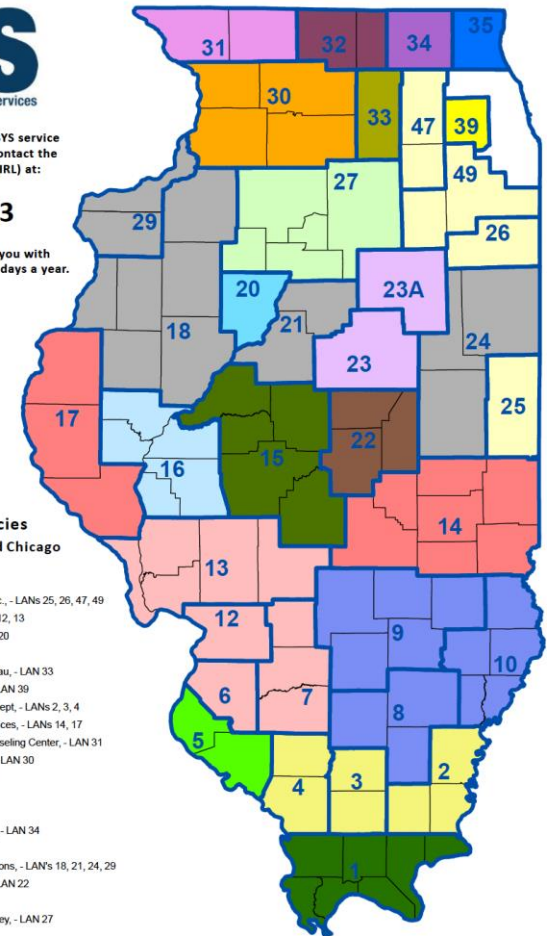 S
ervices
SYS service
ontact the
IRL) at:
3
you with
days a year.
cies
d Chicago
c., - LANs 25, 26, 47, 49
12, 13
20
au, - LAN 33
LAN 39
ept, - LANs 2, 3, 4
ces, - LANs 14, 17
seling Center, - LAN 31
LAN 30
- LAN 34
ons, - LAN's 18, 21, 24, 29
LAN 22
ey, - LAN 27
31
32
34
35
30
33
47
39
49
27
29
26
20
23A
21
18
24
23
25
17
22
16
15
14
13
12
9
10
6
7
8
5
2
3
4
1